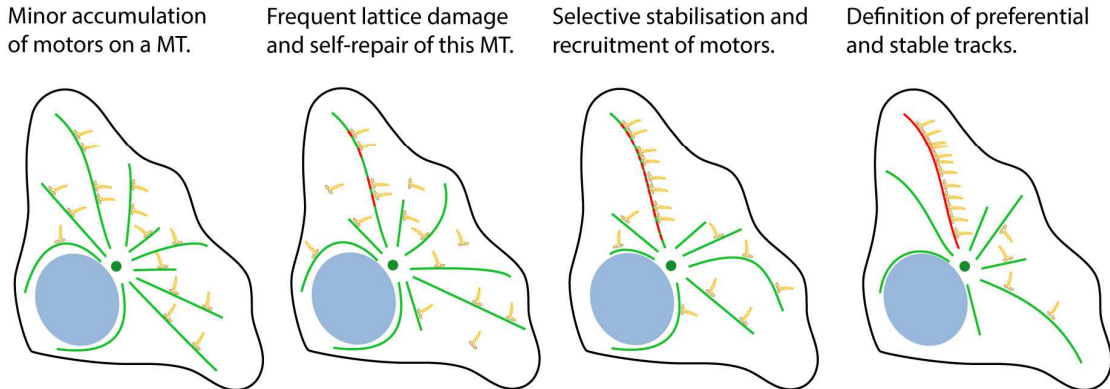 Minor accumulation
of motors on a MT.
Frequent lattice damage
and self-repair of this MT.
Selective stabilisation and
recruitment of motors.
Definition of preferential
and stable tracks.